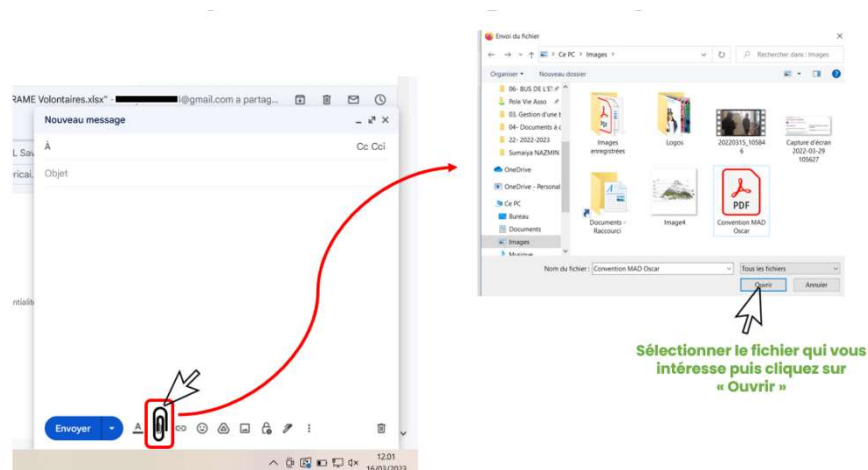 RAME Volontaires.xlsx" - l@gmail.com a partag...
Nouveau message
À
Cc Cci
L Sav
ricai.
Objet
ntialité
Envoyer
12.01
16/03/2023
Envoi du fichier
Ce PC > Images >
Rechercher dans : Images
Organiser
Nouveau dossier
06- BUS DE L'E
Pole Vie Asso
03. Gestion d'une b
04- Documents à c
22- 2022-2023
Sumaiya NAZMIN
OneDrive
OneDrive - Personal
Ce PC
Bureau
Documents
Images
Musique
Images enregistrées
Logos
20220315_105846
Capture d'écran 2022-03-29 105627
Documents - Raccourci
Image4
PDF
Convention MAD Oscar
Nom du fichier : Convention MAD Oscar
Tous les fichiers
Ouvrir
Annuler
Sélectionner le fichier qui vous
intéresse puis cliquez sur
« Ouvrir »